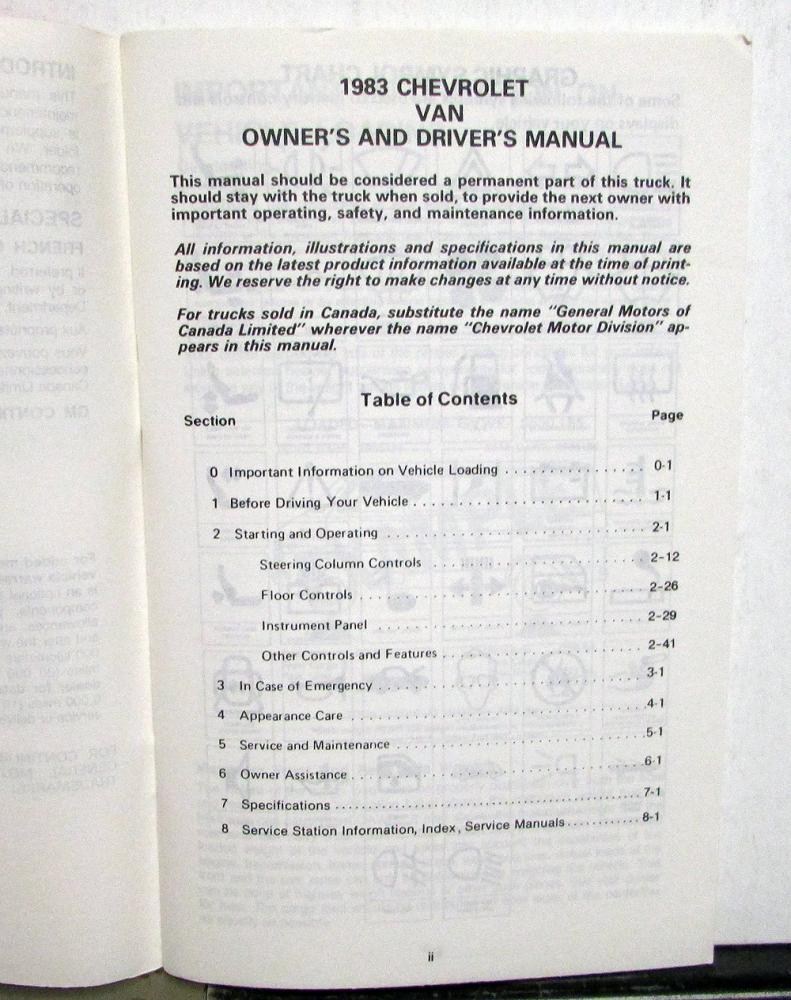 1983 CHEVROLET
VAN
OWNER'S AND DRIVER'S MANUAL
This manual should be considered a permanent part of this truck. It
should stay with the truck when sold, to provide the next owner with
important operating, safety, and maintenance information.
All information, illustrations and specifications in this manual are
based on the latest product information available at the time of print-
ing. We reserve the right to make changes at any time without notice.
For trucks sold in Canada, substitute the name "General Motors of
Canada Limited" wherever the name "Chevrolet Motor Division" ap-
pears in this manual.
Table of Contents
Section Page
0 Important Information on Vehicle Loading . . . . . . . . . . . . . . . . 0-1
1 Before Driving Your Vehicle . . . . . . . . . . . . . . . . . . . . . . . . . . 1-1
2 Starting and Operating . . . . . . . . . . . . . . . . . . . . . . . . . . . . . 2-1
Steering Column Controls . . . . . . . . . . . . . . . . . . . . . . . . 2-12
Floor Controls . . . . . . . . . . . . . . . . . . . . . . . . . . . . . . . . 2-26
Instrument Panel . . . . . . . . . . . . . . . . . . . . . . . . . . . . . . 2-29
Other Controls and Features . . . . . . . . . . . . . . . . . . . . . . 2-41
3 In Case of Emergency . . . . . . . . . . . . . . . . . . . . . . . . . . . . . . 3-1
4 Appearance Care . . . . . . . . . . . . . . . . . . . . . . . . . . . . . . . . . 4-1
5 Service and Maintenance . . . . . . . . . . . . . . . . . . . . . . . . . . . . 5-1
6 Owner Assistance . . . . . . . . . . . . . . . . . . . . . . . . . . . . . . . . . 6-1
7 Specifications . . . . . . . . . . . . . . . . . . . . . . . . . . . . . . . . . . . 7-1
8 Service Station Information, Index, Service Manuals . . . . . . . . . . . 8-1
ii